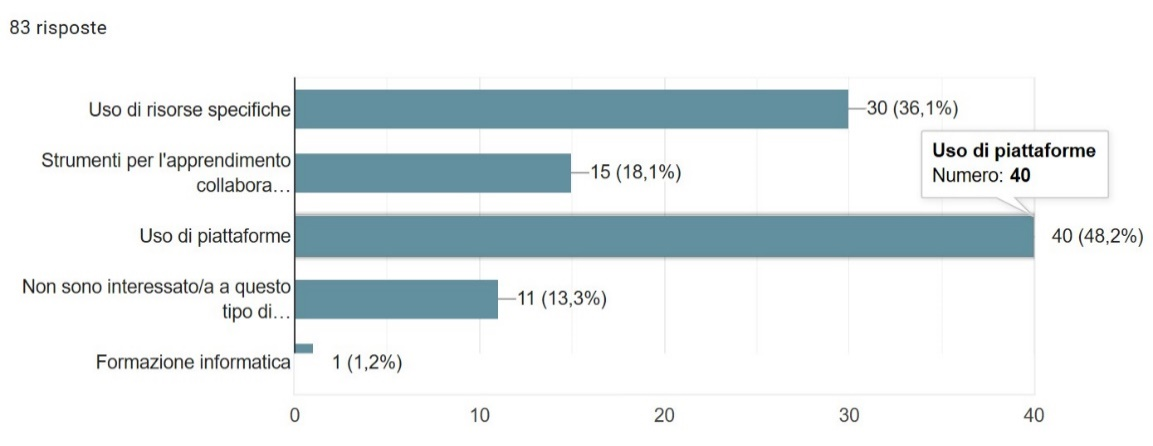 83 risposte
Uso di risorse specifiche
30 (36,1%)
Strumenti per l'apprendimento
collabora…
15 (18,1%)
Uso di piattaforme
Numero: 40
Uso di piattaforme
40 (48,2%)
Non sono interessato/a a questo
tipo di…
11 (13,3%)
Formazione informatica
1 (1,2%)
0
10
20
30
40